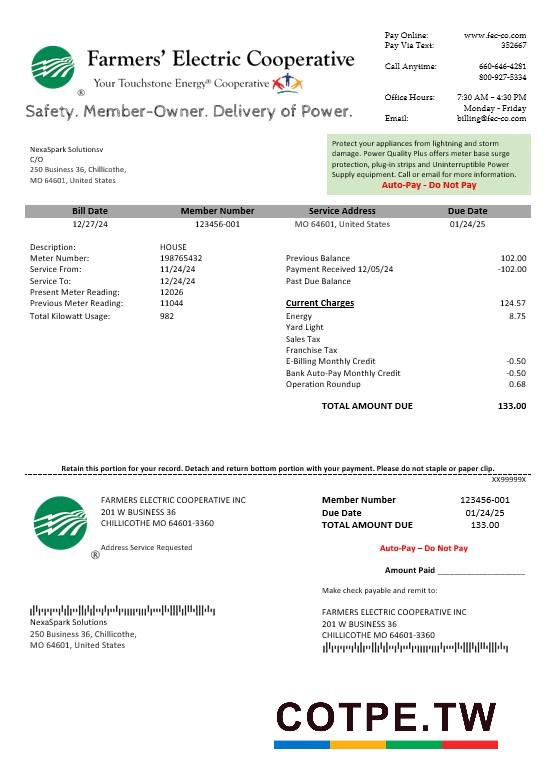 Farmers' Electric Cooperative
Your Touchstone Energy® Cooperative
®
Safety. Member-Owner. Delivery of Power.
Pay Online: www.fec-co.com
Pay Via Text: 352667
Call Anytime: 660-646-4281
800-927-5334
Office Hours: 7:30 AM – 4:30 PM
Monday - Friday
Email: billing@fec-co.com
NexaSpark Solutionsv
C/O
250 Business 36, Chillicothe,
MO 64601, United States
Protect your appliances from lightning and storm
damage. Power Quality Plus offers meter base surge
protection, plug-in strips and Uninterruptible Power
Supply equipment. Call or email for more information.
Auto-Pay - Do Not Pay
Bill Date Member Number Service Address Due Date
12/27/24 123456-001 MO 64601, United States 01/24/25
Description: HOUSE
Meter Number: 198765432
Service From: 11/24/24
Service To: 12/24/24
Present Meter Reading: 12026
Previous Meter Reading: 11044
Total Kilowatt Usage: 982
Previous Balance 102.00
Payment Received 12/05/24 -102.00
Past Due Balance
Current Charges 124.57
Energy 8.75
Yard Light
Sales Tax
Franchise Tax
E-Billing Monthly Credit -0.50
Bank Auto-Pay Monthly Credit -0.50
Operation Roundup 0.68
TOTAL AMOUNT DUE 133.00
Retain this portion for your record. Detach and return bottom portion with your payment. Please do not staple or paper clip.
XX99999X
FARMERS ELECTRIC COOPERATIVE INC
201 W BUSINESS 36
CHILLICOTHE MO 64601-3360
® Address Service Requested
Member Number 123456-001
Due Date 01/24/25
TOTAL AMOUNT DUE 133.00
Auto-Pay – Do Not Pay
Amount Paid ____________________
Make check payable and remit to:
NexaSpark Solutions
250 Business 36, Chillicothe,
MO 64601, United States
FARMERS ELECTRIC COOPERATIVE INC
201 W BUSINESS 36
CHILLICOTHE MO 64601-3360
COTPE.TW